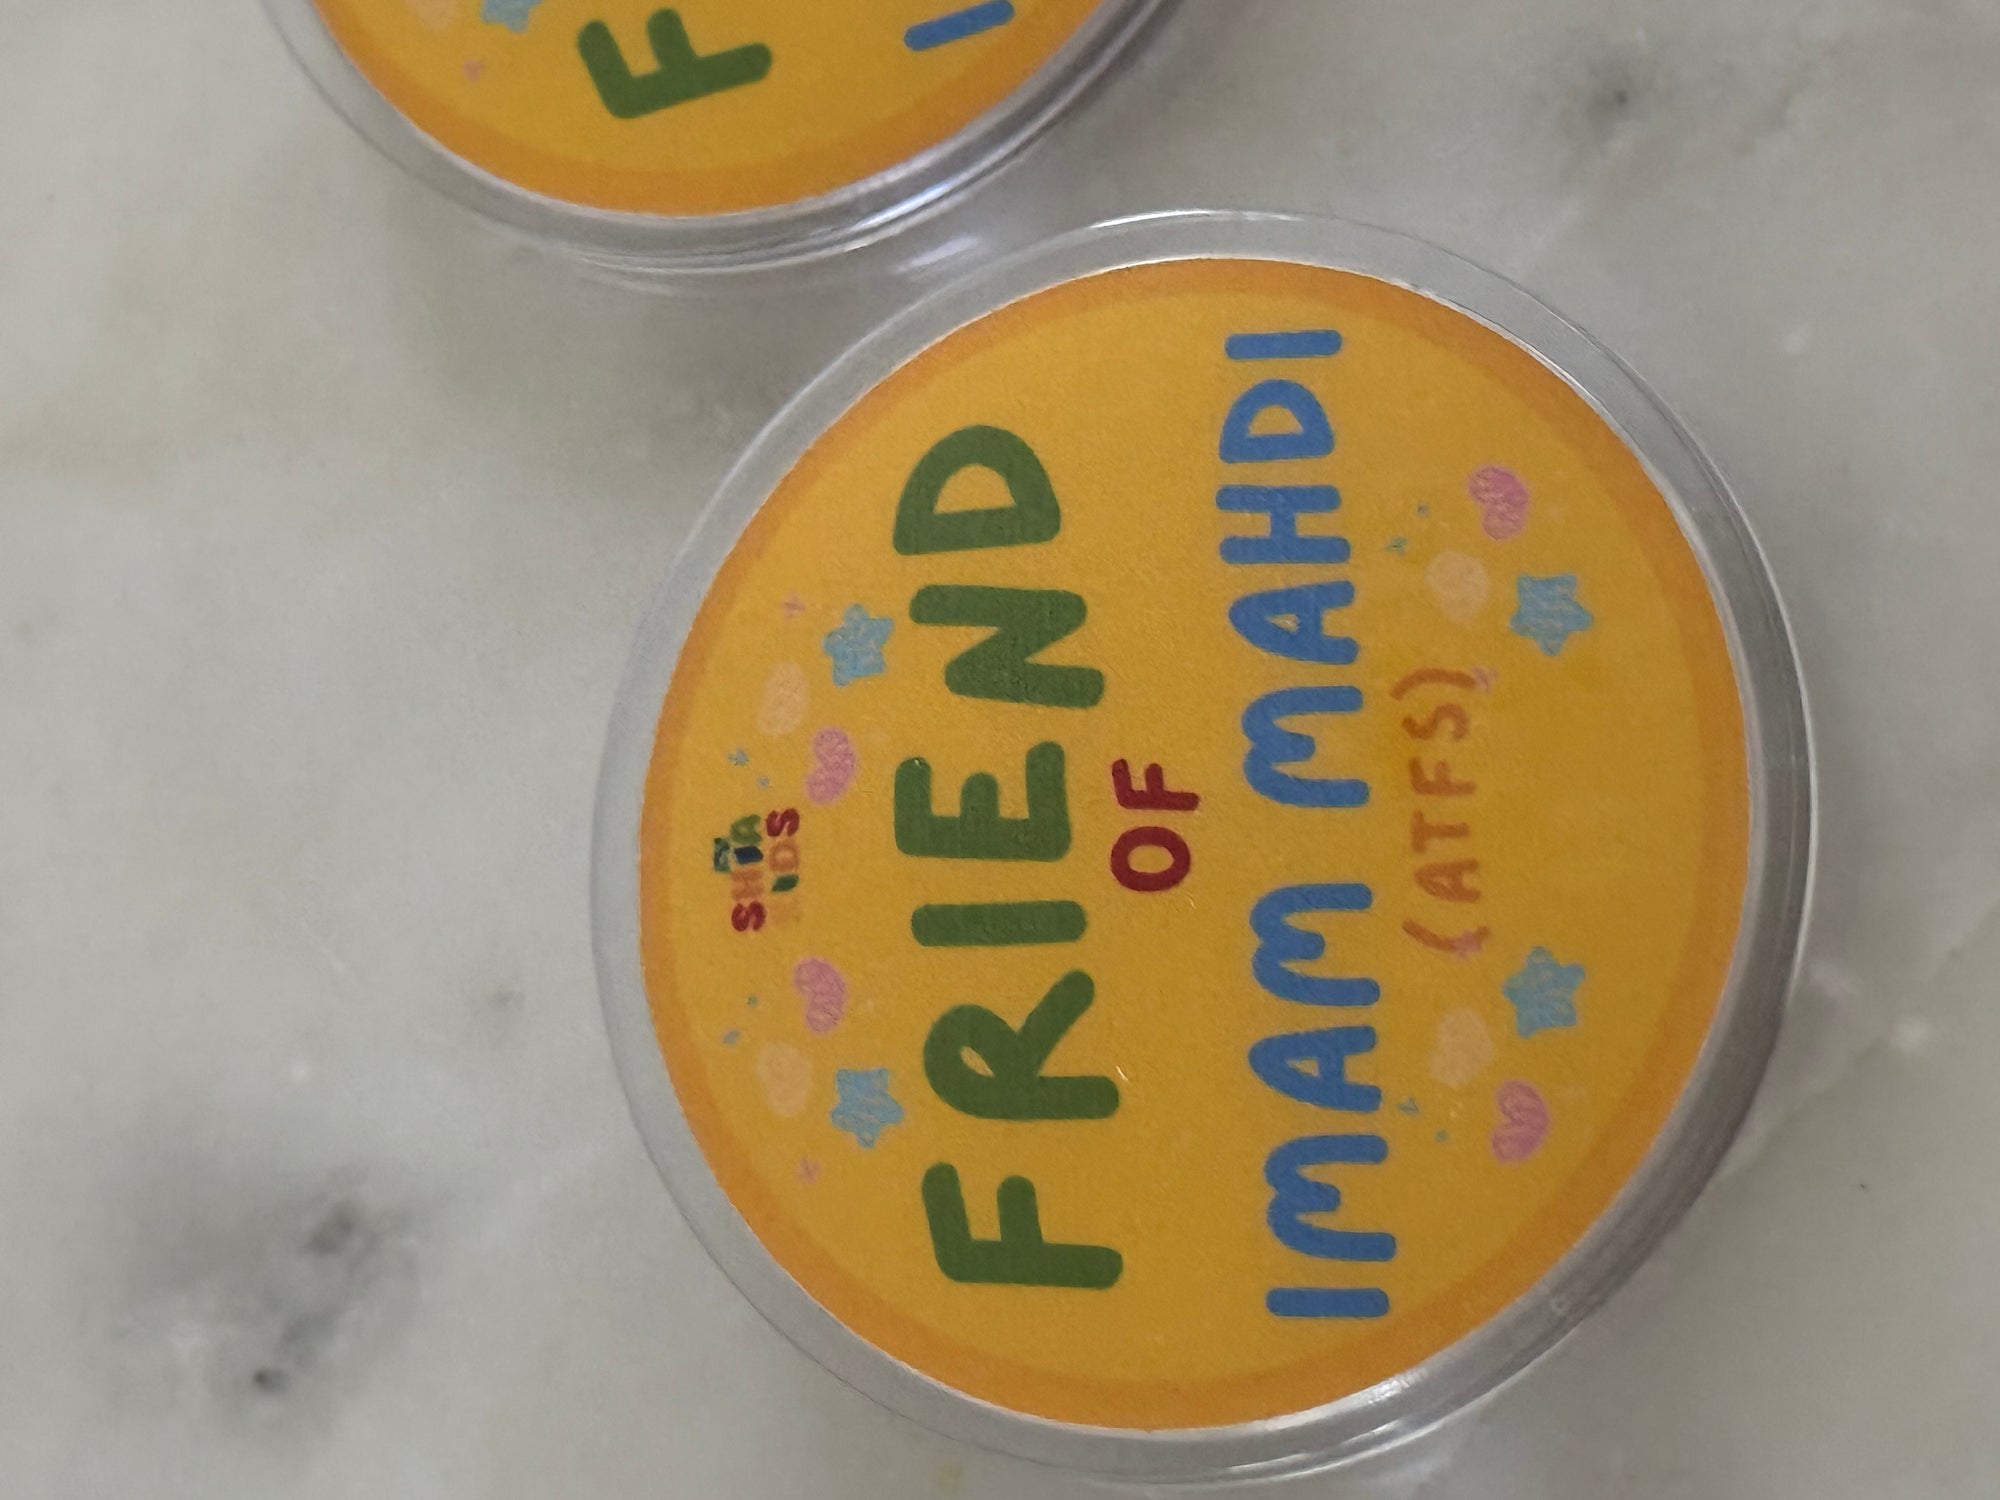 SHIA
KIDS
FRIEND
OF
IMAM MAHDI
(ATFS)
F
I